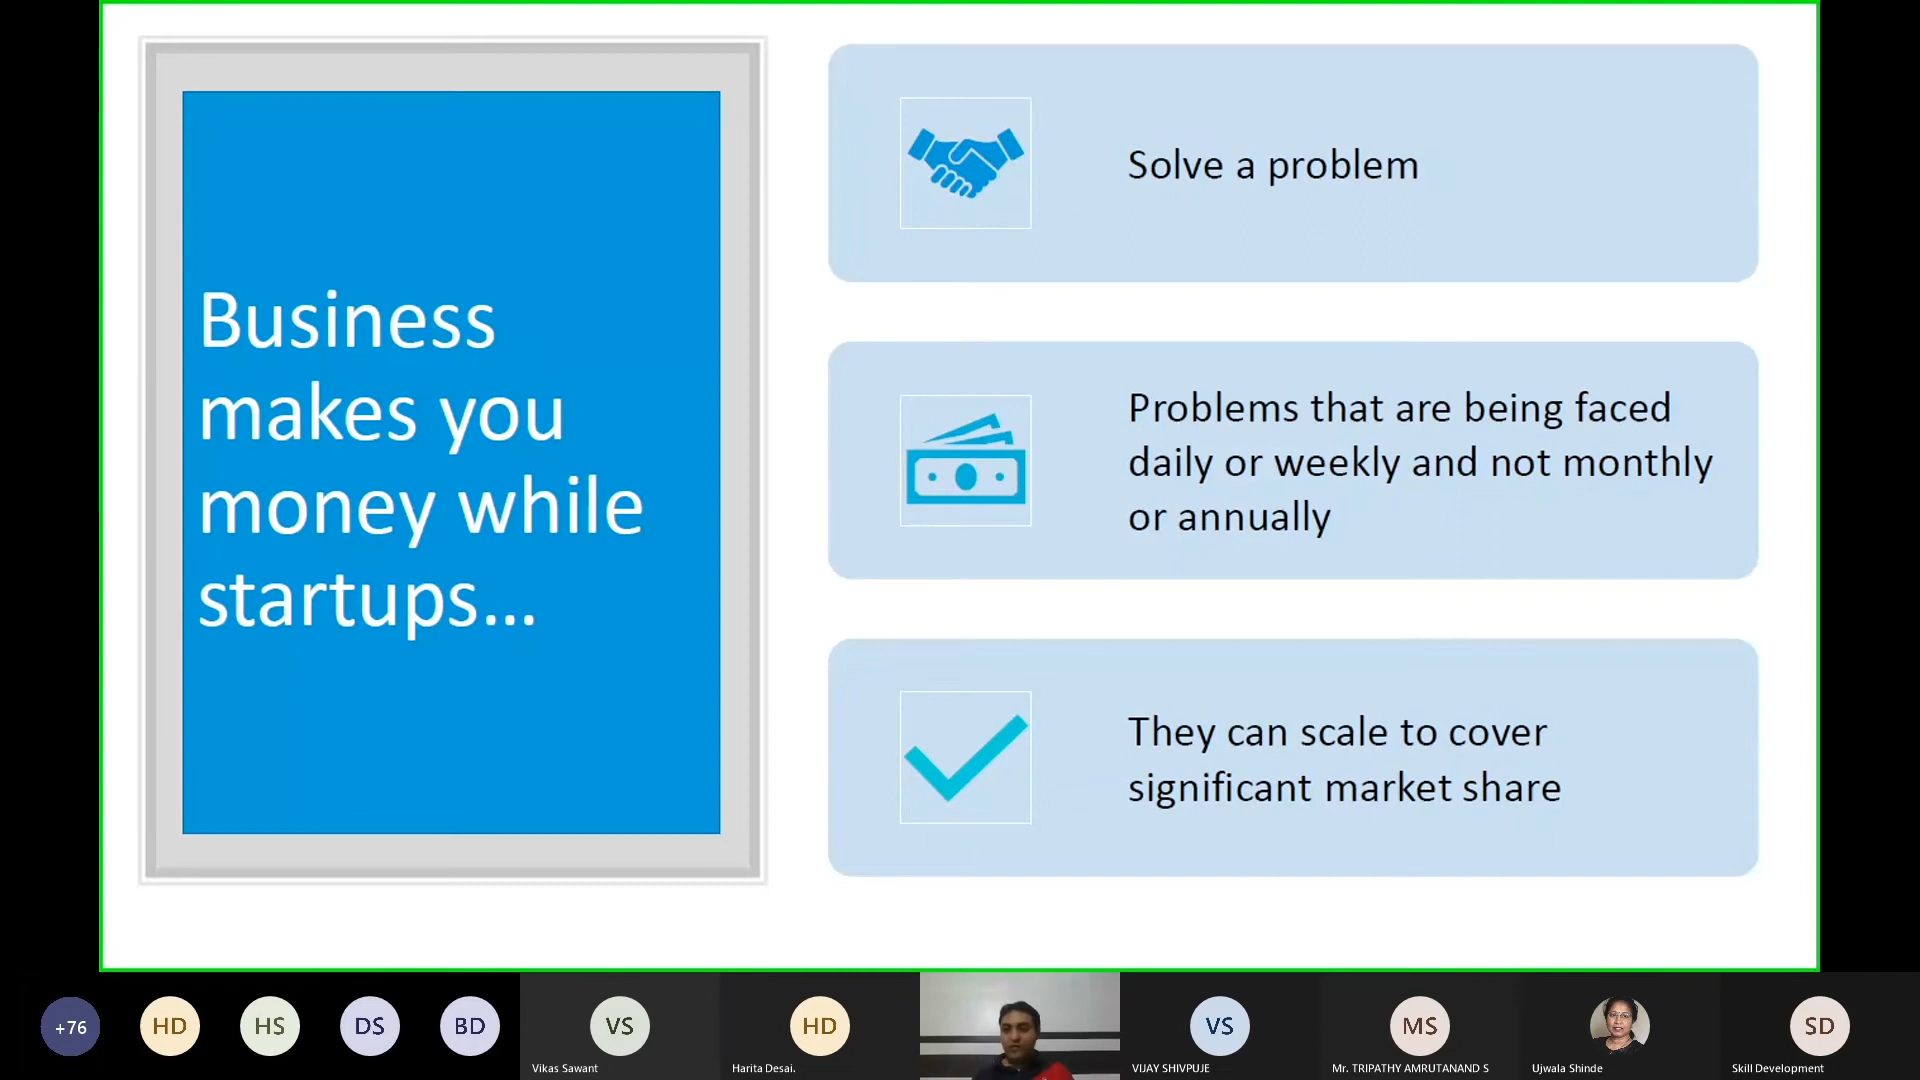 Business
makes you
money while
startups...
Solve a problem
Problems that are being faced
daily or weekly and not monthly
or annually
They can scale to cover
significant market share
+76
HD
HS
DS
BD
VS
Vikas Sawant
HD
Harita Desai.
VS
VIJAY SHIVPUJE
MS
Mr. TRIPATHY AMRUTANAND S
Ujwala Shinde
SD
Skill Development